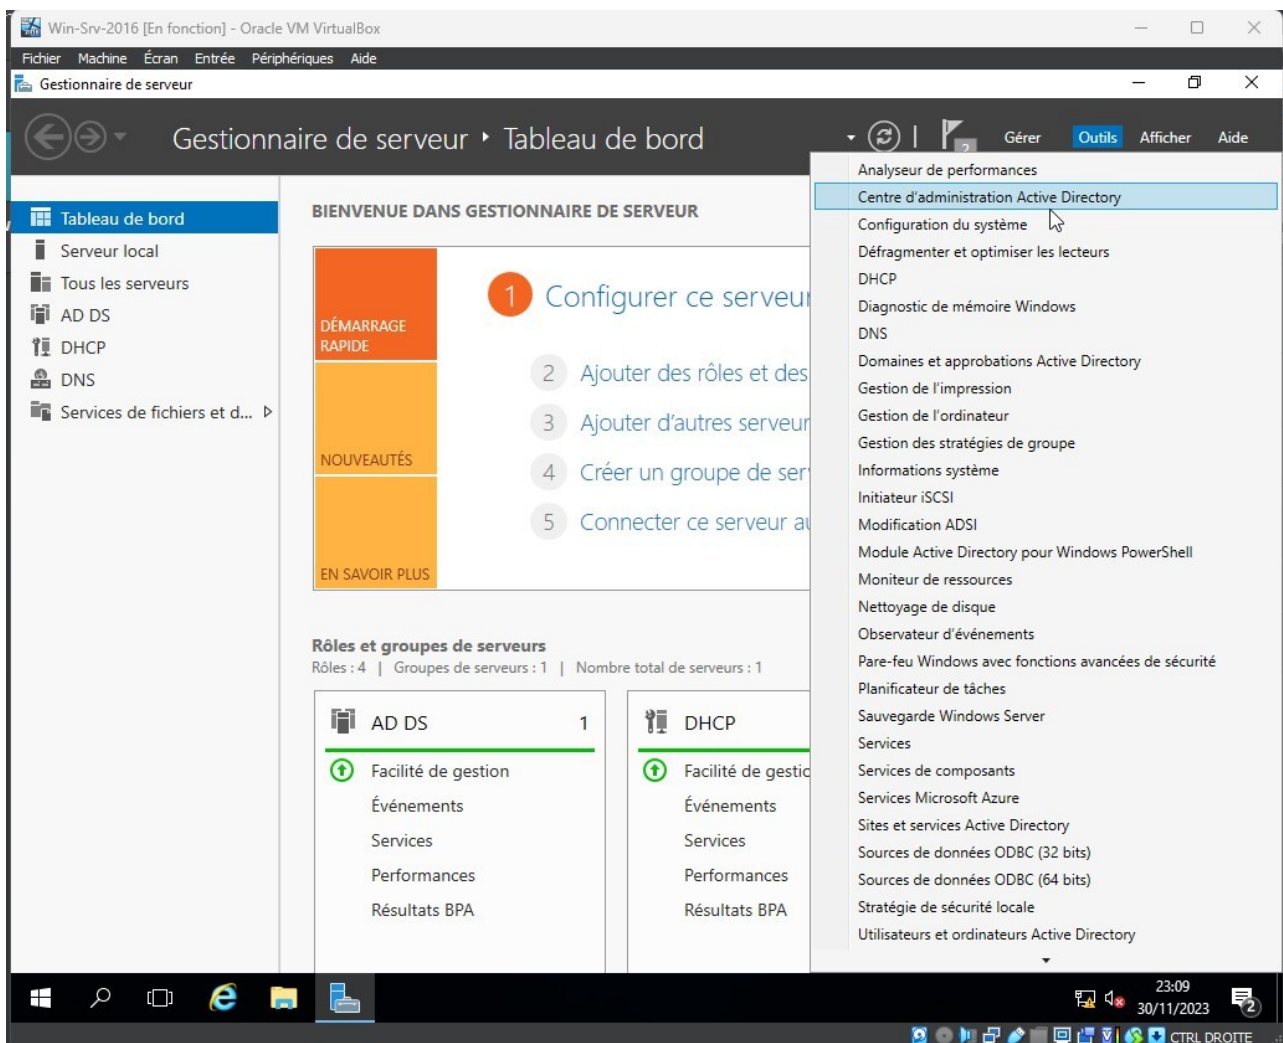 Win-Srv-2016 [En fonction] - Oracle VM VirtualBox
Fichier Machine Écran Entrée Périphériques Aide
Gestionnaire de serveur
Gestionnaire de serveur ‣ Tableau de bord
2
Gérer Outils Afficher Aide
Tableau de bord
Serveur local
Tous les serveurs
AD DS
DHCP
DNS
Services de fichiers et d...
BIENVENUE DANS GESTIONNAIRE DE SERVEUR
DÉMARRAGE
RAPIDE
NOUVEAUTÉS
EN SAVOIR PLUS
1 Configurer ce serveur
2 Ajouter des rôles et des
3 Ajouter d'autres serveur
4 Créer un groupe de ser
5 Connecter ce serveur au
Rôles et groupes de serveurs
Rôles : 4 | Groupes de serveurs : 1 | Nombre total de serveurs : 1
AD DS 1
Facilité de gestion
Événements
Services
Performances
Résultats BPA
DHCP
Facilité de gestic
Événements
Services
Performances
Résultats BPA
Analyseur de performances
Centre d'administration Active Directory
Configuration du système
Défragmenter et optimiser les lecteurs
DHCP
Diagnostic de mémoire Windows
DNS
Domaines et approbations Active Directory
Gestion de l'impression
Gestion de l'ordinateur
Gestion des stratégies de groupe
Informations système
Initiateur iSCSI
Modification ADSI
Module Active Directory pour Windows PowerShell
Moniteur de ressources
Nettoyage de disque
Observateur d'événements
Pare-feu Windows avec fonctions avancées de sécurité
Planificateur de tâches
Sauvegarde Windows Server
Services
Services de composants
Services Microsoft Azure
Sites et services Active Directory
Sources de données ODBC (32 bits)
Sources de données ODBC (64 bits)
Stratégie de sécurité locale
Utilisateurs et ordinateurs Active Directory
23:09
30/11/2023
2
CTRL DROITE